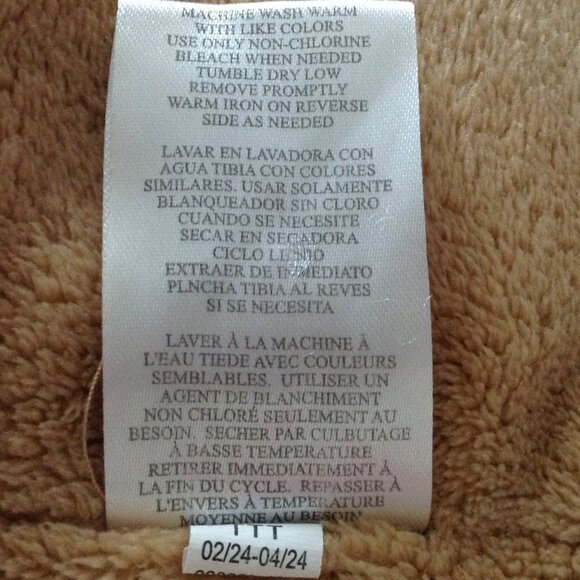 MACHINE WASH WARM
WITH LIKE COLORS
USE ONLY NON-CHLORINE
BLEACH WHEN NEEDED
TUMBLE DRY LOW
REMOVE PROMPTLY
WARM IRON ON REVERSE
SIDE AS NEEDED
LAVAR EN LAVADORA CON
AGUA TIBIA CON COLORES
SIMILARES. USAR SOLAMENTE
BLANQUEADOR SIN CLORO
CUANDO SE NECESITE
SECAR EN SECADORA
CICLO LENTO
EXTRAER DE INMEDIATO
PLNCHA TIBIA AL REVES
SI SE NECESITA
LAVER À LA MACHINE À
L'EAU TIEDE AVEC COULEURS
SEMBLABLES. UTILISER UN
AGENT DE BLANCHIMENT
NON CHLORÉ SEULEMENT AU
BESOIN. SECHER PAR CULBUTAGE
À BASSE TEMPERATURE
RETIRER IMMEDIATEMENT À
LA FIN DU CYCLE. REPASSER À
L'ENVERS À TEMPERATURE
MOYENNE AU BESOIN
TTT
02/24-04/24